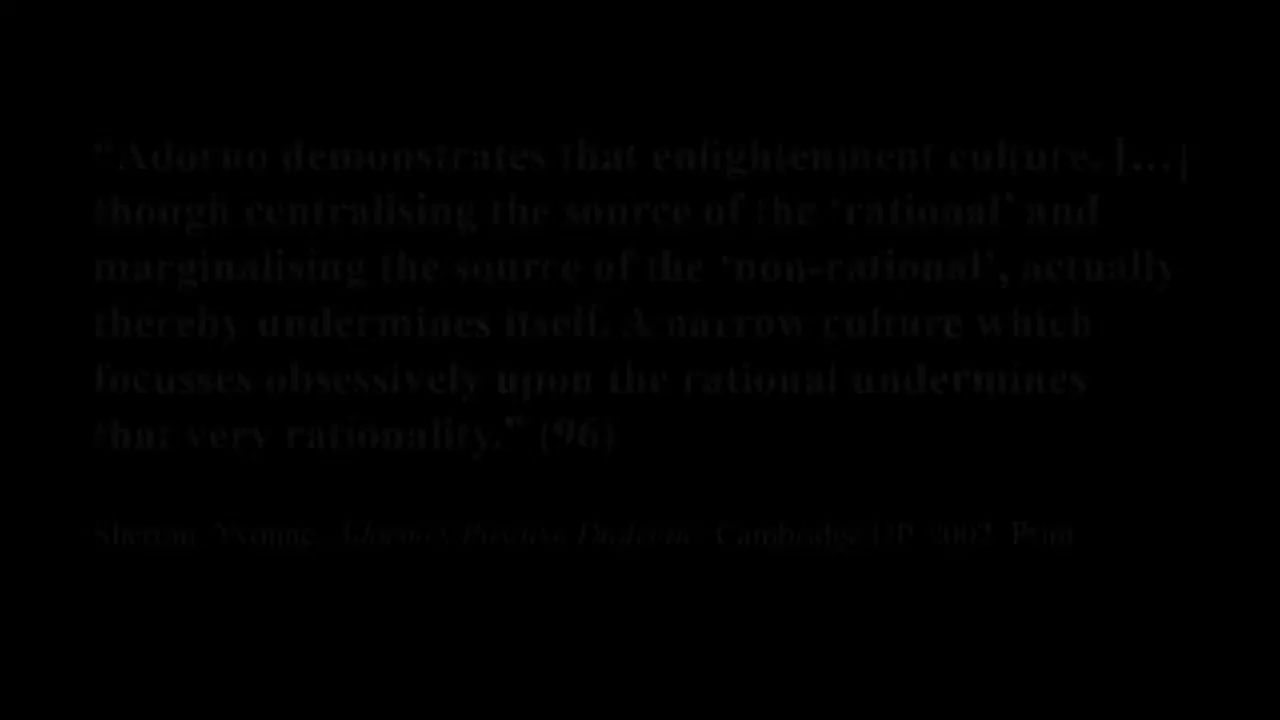 “Adorno demonstrates that enlightenment culture, […]
though centralising the source of the ‘rational’ and
marginalising the source of the ‘non-rational’, actually
thereby undermines itself. A narrow culture which
focusses obsessively upon the rational undermines
that very rationality.” (96)
Sherratt, Yvonne. Adorno's Positive Dialectic. Cambridge UP, 2002. Print.